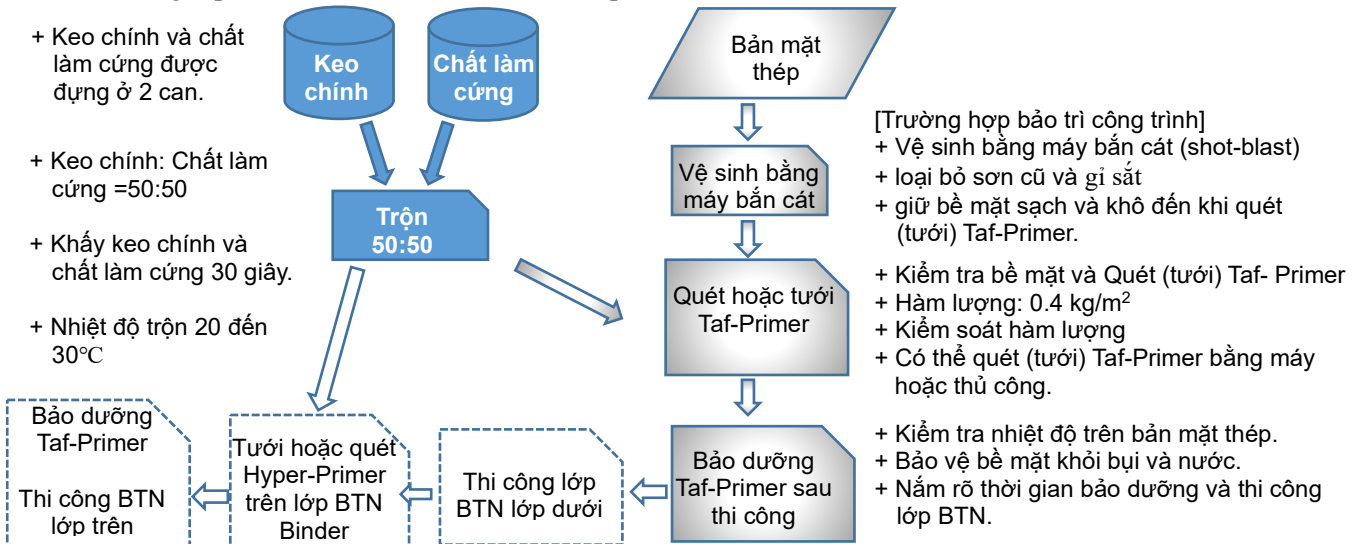 + Keo chính và chất
làm cứng được
đựng ở 2 can.
+ Keo chính: Chất làm
cứng =50:50
+ Khấy keo chính và
chất làm cứng 30 giây.
+ Nhiệt độ trộn 20 đến
30°C
Keo
chính
Chất làm
cứng
Trộn
50:50
Bản mặt
thép
Vệ sinh bằng
máy bắn cát
[Trường hợp bảo trì công trình]
+ Vệ sinh bằng máy bắn cát (shot-blast)
+ loại bỏ sơn cũ và gỉ sắt
+ giữ bề mặt sạch và khô đến khi quét
(tưới) Taf-Primer.
Quét hoặc tưới
Taf-Primer
+ Kiểm tra bề mặt và Quét (tưới) Taf- Primer
+ Hàm lượng: 0.4 kg/m²
+ Kiểm soát hàm lượng
+ Có thể quét (tưới) Taf-Primer bằng máy
hoặc thủ công.
Bảo dưỡng
Taf-Primer sau
thi công
+ Kiểm tra nhiệt độ trên bản mặt thép.
+ Bảo vệ bề mặt khỏi bụi và nước.
+ Nắm rõ thời gian bảo dưỡng và thi công
lớp BTN.
Thi công lớp
BTN lớp dưới
Tưới hoặc quét
Hyper-Primer
trên lớp BTN
Binder
Bảo dưỡng
Taf-Primer
Thi công BTN
lớp trên